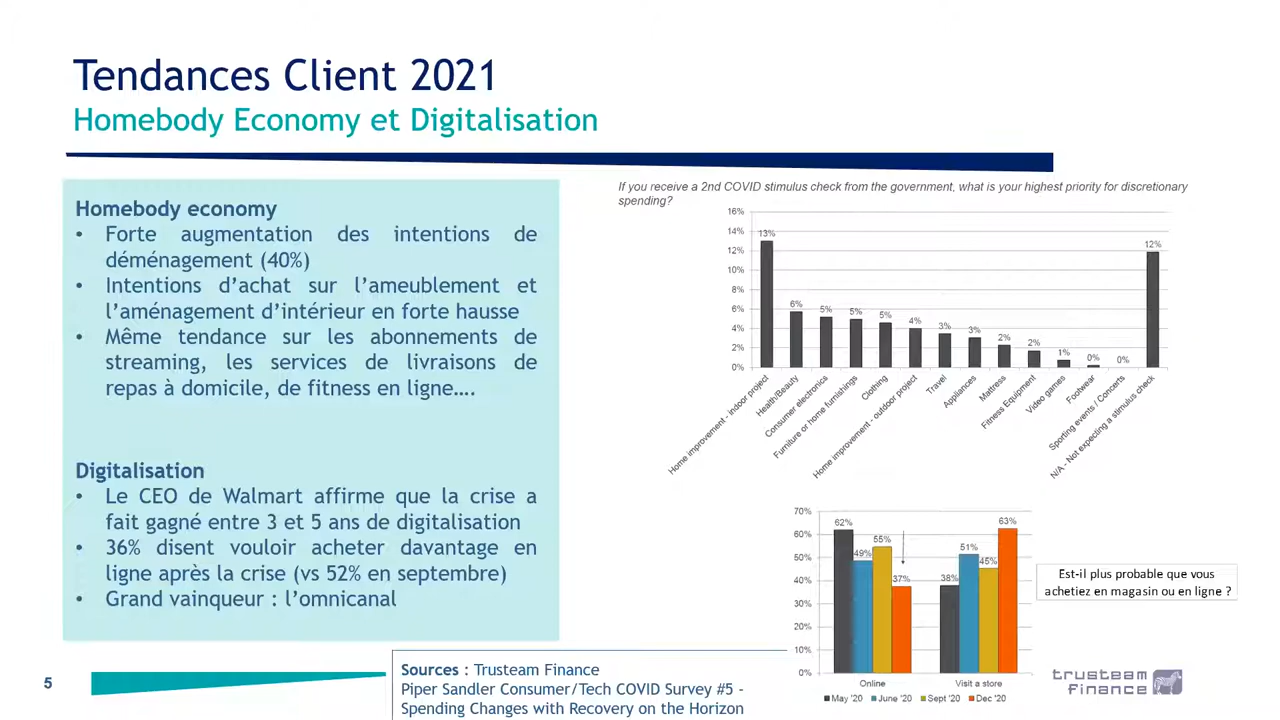 Tendances Client 2021
Homebody Economy et Digitalisation
Homebody economy
• Forte augmentation des intentions de
déménagement (40%)
• Intentions d’achat sur l’ameublement et
l’aménagement d’intérieur en forte hausse
• Même tendance sur les abonnements de
streaming, les services de livraisons de
repas à domicile, de fitness en ligne….
Digitalisation
• Le CEO de Walmart affirme que la crise a
fait gagné entre 3 et 5 ans de digitalisation
• 36% disent vouloir acheter davantage en
ligne après la crise (vs 52% en septembre)
• Grand vainqueur : l’omnicanal
If you receive a 2nd COVID stimulus check from the government, what is your highest priority for discretionary
spending?
16%
14%
12%
10%
8%
6%
4%
2%
0%
13%
6%
5%
5%
5%
4%
3%
3%
2%
2%
1%
0%
0%
12%
Home improvement - indoor project
Health/Beauty
Consumer electronics
Furniture or home furnishings
Clothing
Home improvement - outdoor project
Travel
Appliances
Mattress
Fitness Equipment
Video games
Footwear
Sporting events / Concerts
N/A - Not expecting a stimulus check
70%
60%
50%
40%
30%
20%
10%
0%
62%
49%
55%
37%
38%
51%
45%
63%
Online
Visit a store
May '20 June '20 Sept '20 Dec '20
Est-il plus probable que vous
achetiez en magasin ou en ligne ?
5
Sources : Trusteam Finance
Piper Sandler Consumer/Tech COVID Survey #5 -
Spending Changes with Recovery on the Horizon
trusteam
finance